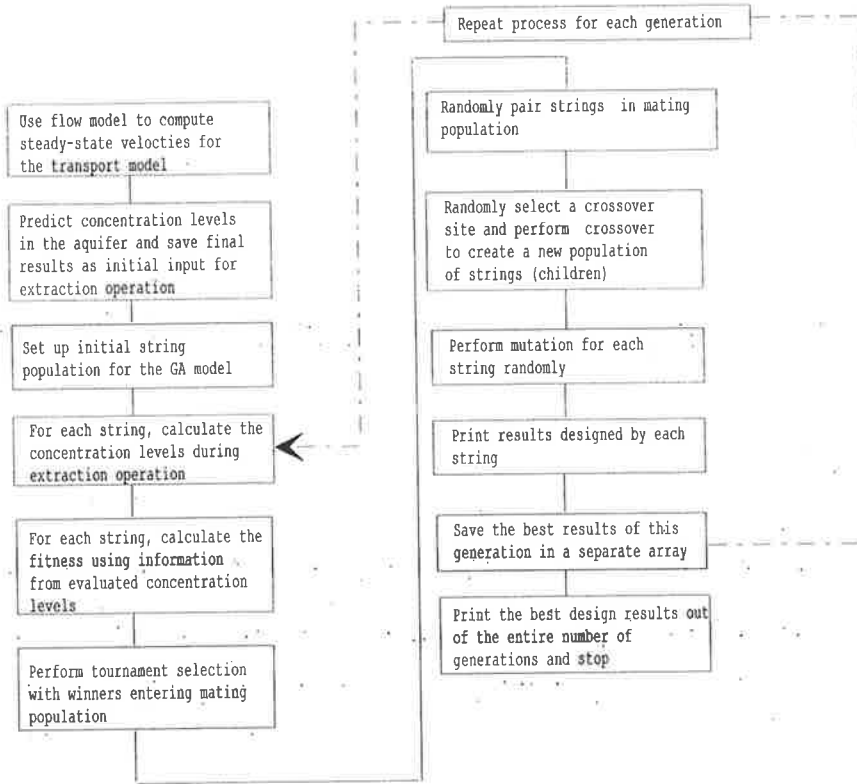 Repeat process for each generation
Use flow model to compute
steady-state velocties for
the transport model
Predict concentration levels
in the aquifer and save final
results as initial input for
extraction operation
Set up initial string
population for the GA model
For each string, calculate the
concentration levels during
extraction operation
For each string, calculate the
fitness using information
from evaluated concentration
levels
Perform tournament selection
with winners entering mating
population
Randomly pair strings in mating
population
Randomly select a crossover
site and perform crossover
to create a new population
of strings (children)
Perform mutation for each
string randomly
Print results designed by each
string
Save the best results of this
generation in a separate array
Print the best design results out
of the entire number of
generations and stop